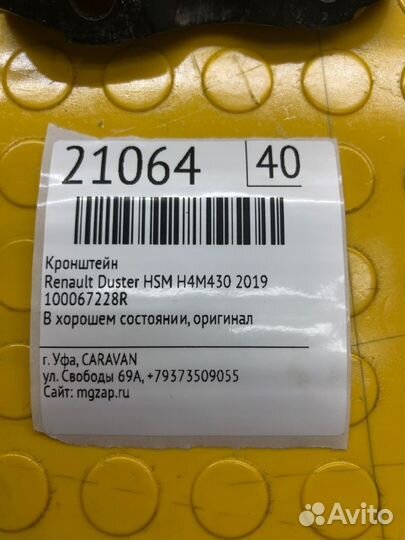 21064 40
Кронштейн
Renault Duster HSM H4M430 2019
100067228R
В хорошем состоянии, оригинал
г. Уфа, CARAVAN
ул. Свободы 69А, +79373509055
Сайт: mgzap.ru
Avito